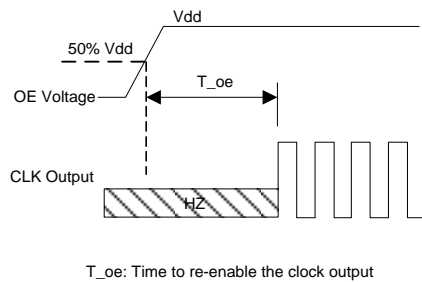 Vdd
50% Vdd
T_oe
OE Voltage
CLK Output
HZ
T_oe: Time to re-enable the clock output